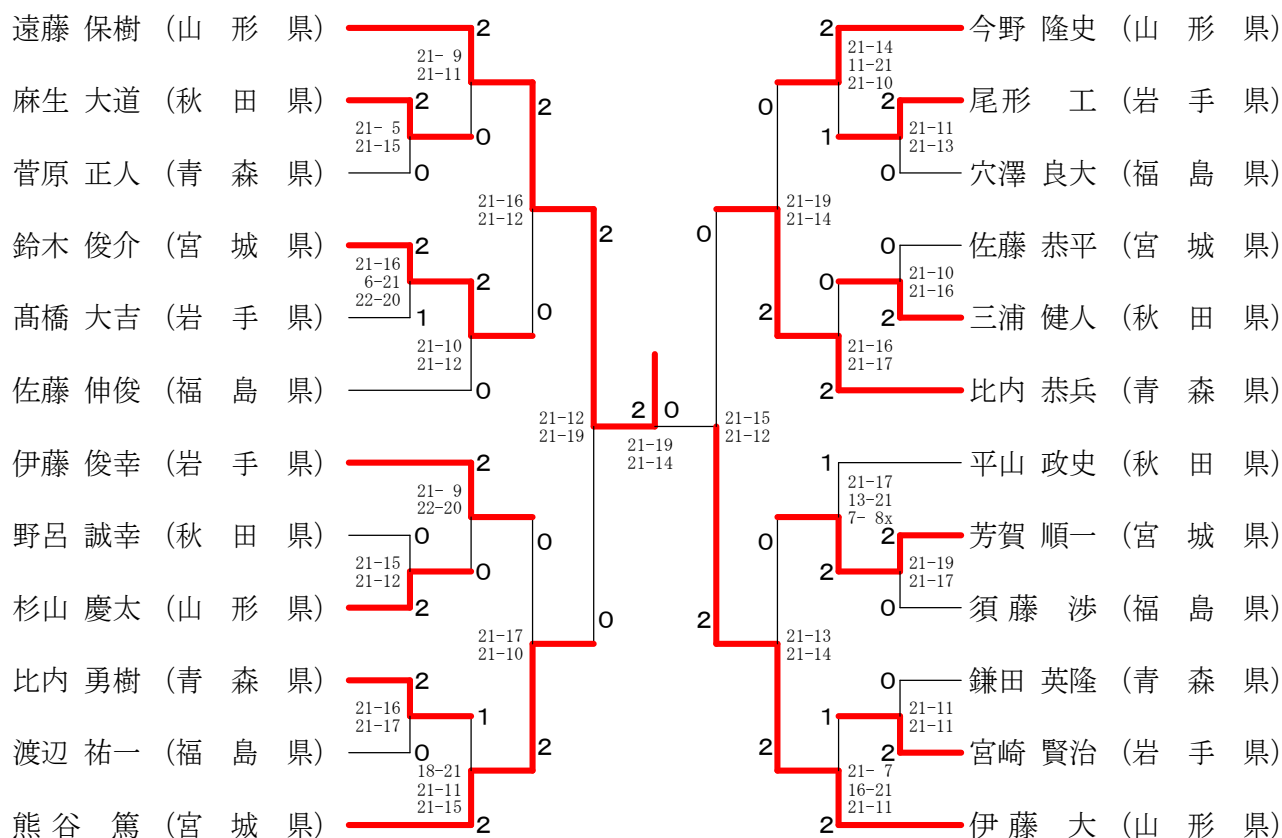 遠藤 保樹 (山 形 県) 2 2 今野 隆史 (山 形 県)
21- 9 21-14
21-11 11-21
21-10
麻生 大道 (秋 田 県) 2 2 0 2 尾形 工 (岩 手 県)
21- 5 0 1 21-11
21-15 21-13
菅原 正人 (青 森 県) 0 0 穴澤 良大 (福 島 県)
21-16 21-19
21-12 21-14
鈴木 俊介 (宮 城 県) 2 2 0 0 佐藤 恭平 (宮 城 県)
21-16 2 0 21-10
6-21 21-16
22-20
髙橋 大吉 (岩 手 県) 1 0 2 2 三浦 健人 (秋 田 県)
21-10 21-16
21-12 21-17
佐藤 伸俊 (福 島 県) 0 2 比内 恭兵 (青 森 県)
21-12 2 0 21-15
21-19 21-19 21-12
21-14
伊藤 俊幸 (岩 手 県) 2 1 平山 政史 (秋 田 県)
21- 9 21-17
22-20 13-21
7- 8x
野呂 誠幸 (秋 田 県) 0 0 0 2 芳賀 順一 (宮 城 県)
21-15 0 2 21-19
21-12 21-17
杉山 慶太 (山 形 県) 2 0 2 0 須藤 渉 (福 島 県)
21-17 21-13
21-10 21-14
比内 勇樹 (青 森 県) 2 0 鎌田 英隆 (青 森 県)
21-16 1 1 21-11
21-17 21-11
渡辺 祐一 (福 島 県) 0 2 2 2 宮崎 賢治 (岩 手 県)
18-21 21- 7
21-11 16-21
21-15 21-11
熊谷 篤 (宮 城 県) 2 2 伊藤 大 (山 形 県)